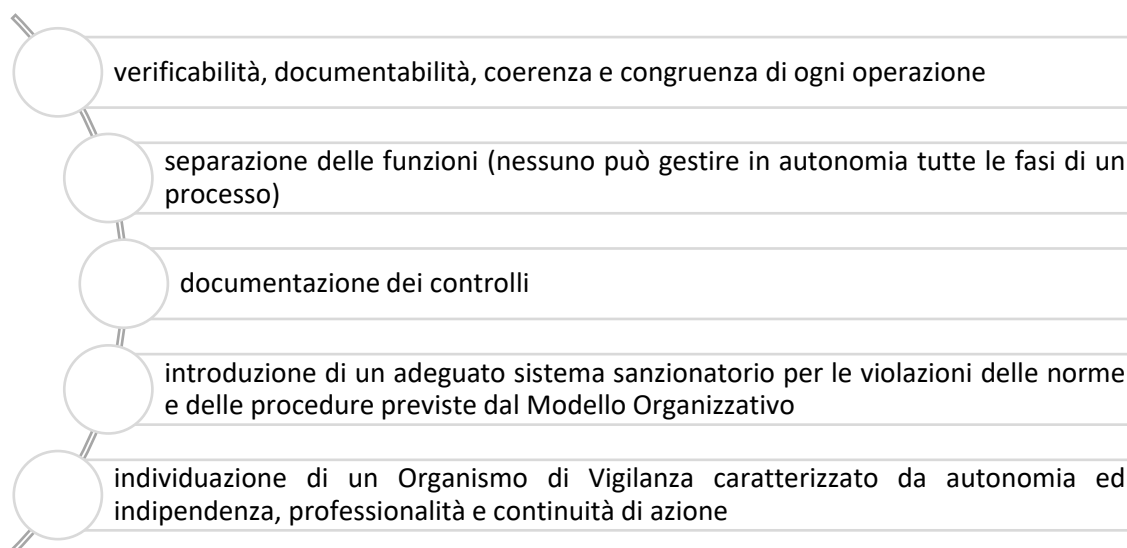 verificabilità, documentabilità, coerenza e congruenza di ogni operazione
separazione delle funzioni (nessuno può gestire in autonomia tutte le fasi di un
processo)
documentazione dei controlli
introduzione di un adeguato sistema sanzionatorio per le violazioni delle norme
e delle procedure previste dal Modello Organizzativo
individuazione di un Organismo di Vigilanza caratterizzato da autonomia ed
indipendenza, professionalità e continuità di azione